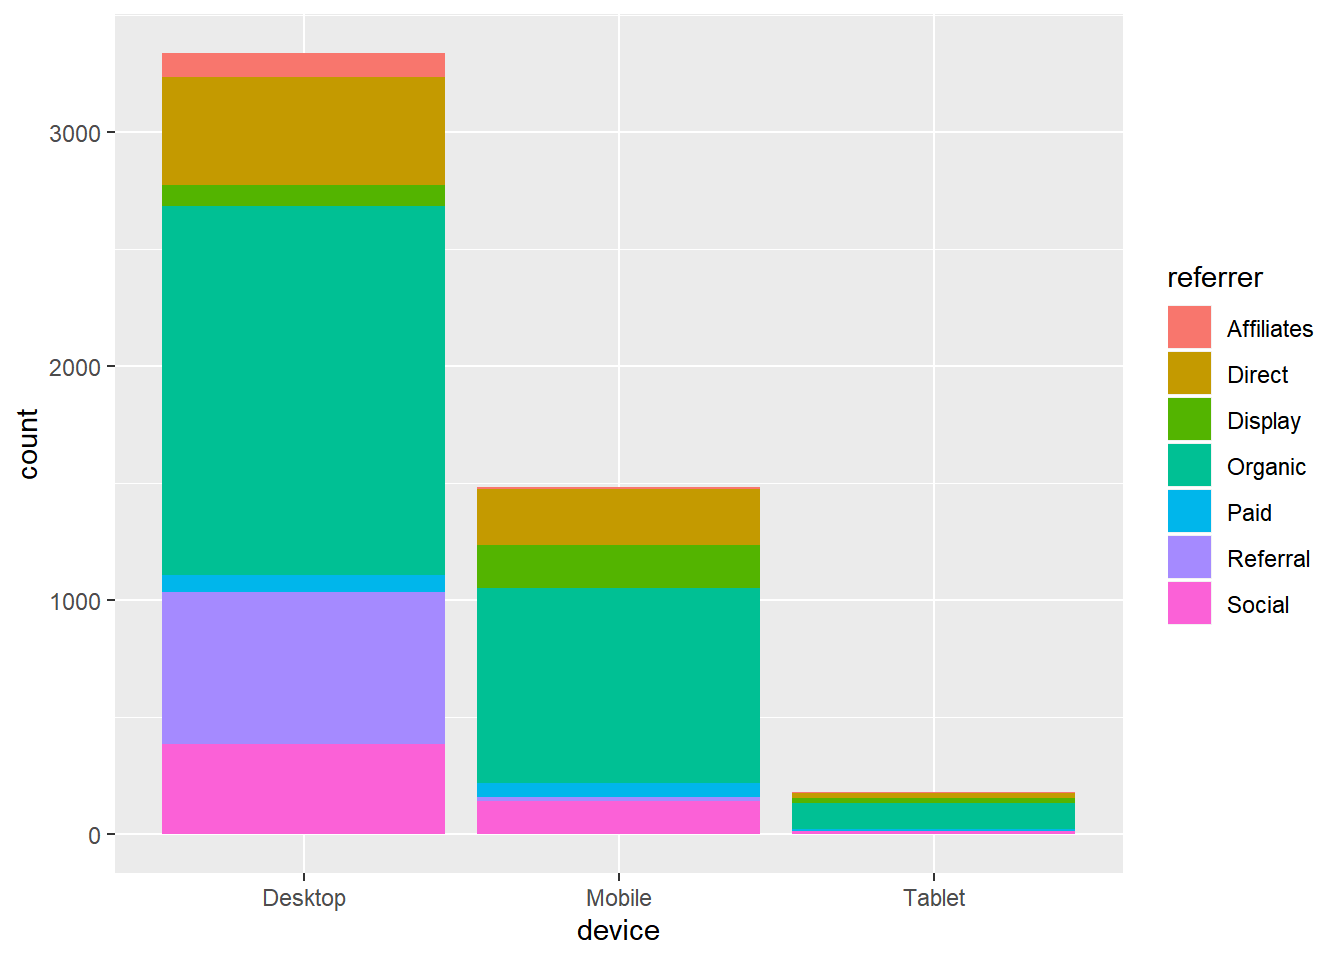 3000
2000
1000
0
count
Desktop
Mobile
Tablet
device
referrer
Affiliates
Direct
Display
Organic
Paid
Referral
Social